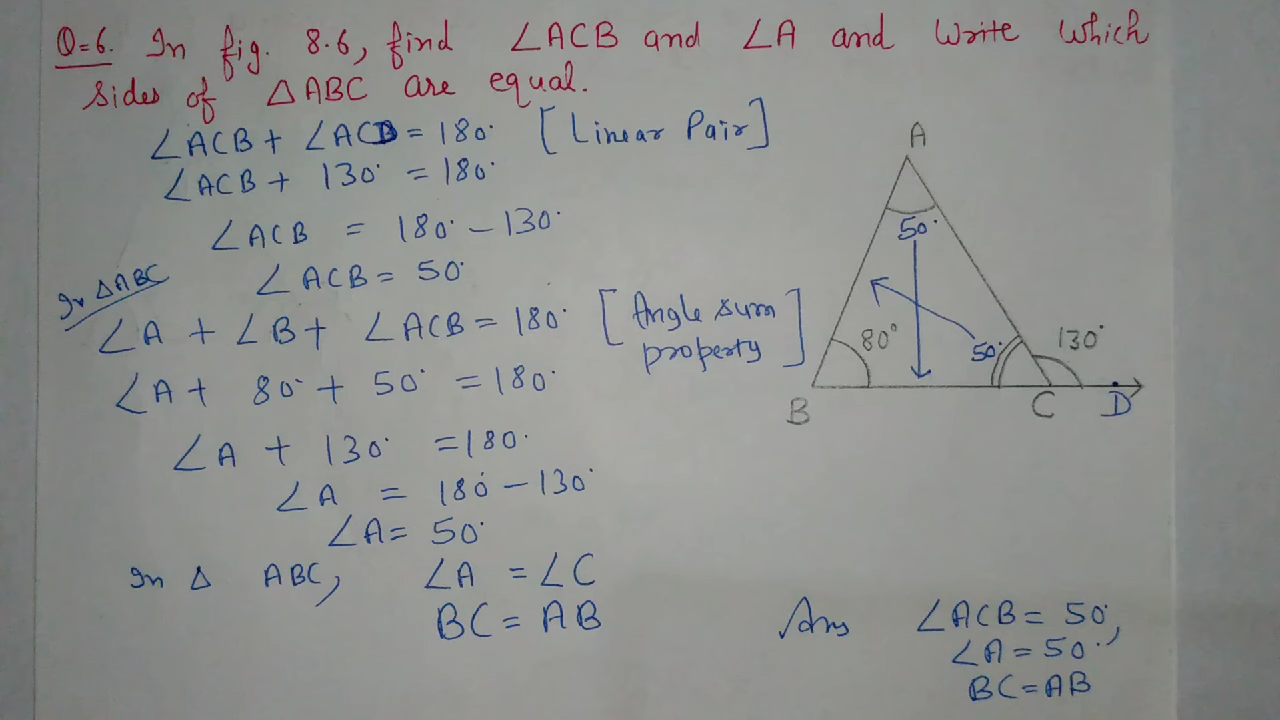 Q=6. In fig. 8.6, find ∠ACB and ∠A and Write Which
sides of △ABC are equal.
∠ACB + ∠ACD = 180° [Linear Pair]
∠ACB + 130° = 180°
∠ACB = 180° - 130°
∠ACB = 50°
In △ABC
∠A + ∠B + ∠ACB = 180° [Angle sum
property]
∠A + 80° + 50° = 180°
∠A + 130° = 180°
∠A = 180° - 130°
∠A = 50°
In △ ABC, ∠A = ∠C
BC = AB
A
50°
80°
50°
130°
B
C
D
Ans ∠ACB = 50°,
∠A = 50°,
BC = AB